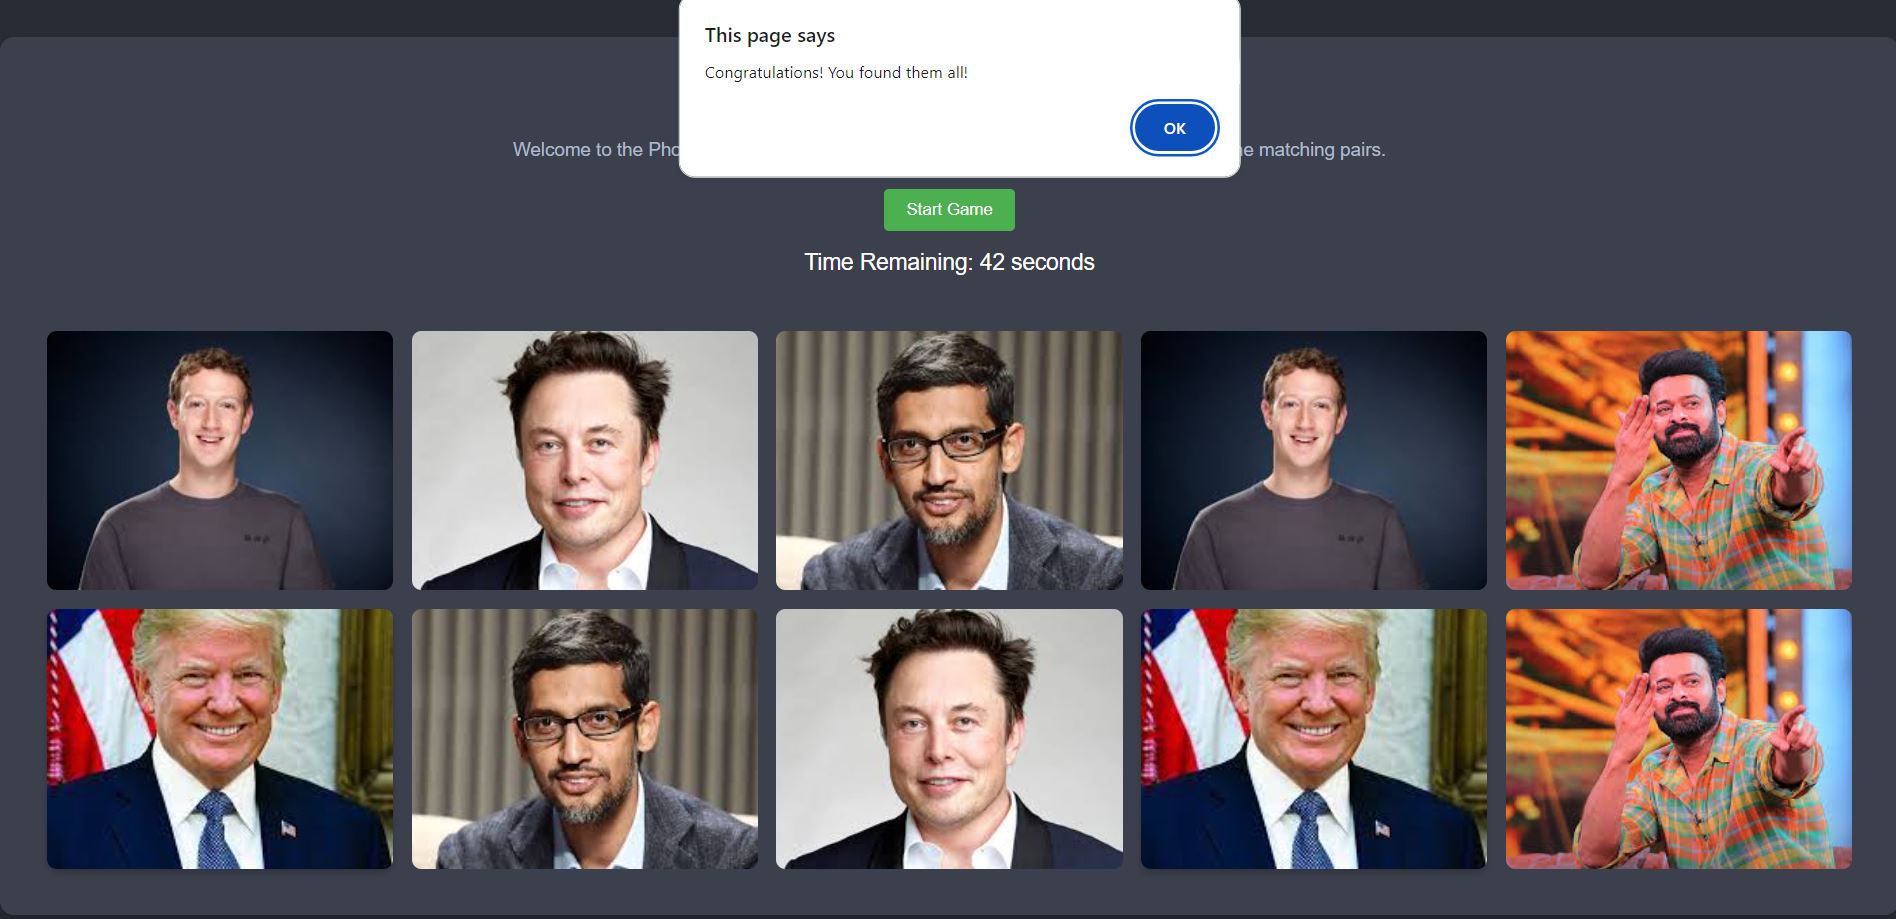 This page says
Congratulations! You found them all!
OK
Welcome to the Pho
e matching pairs.
Start Game
Time Remaining: 42 seconds